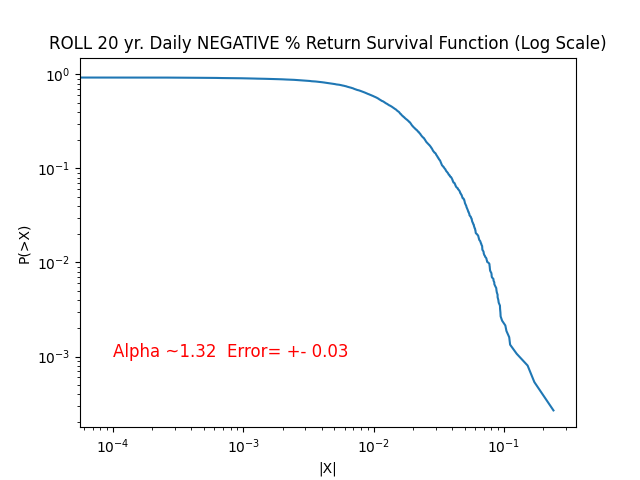 ROLL 20 yr. Daily NEGATIVE % Return Survival Function (Log Scale)
10⁰
10⁻¹
10⁻²
10⁻³
P(>X)
Alpha ~1.32  Error= +- 0.03
10⁻⁴ 10⁻³ 10⁻² 10⁻¹
|X|